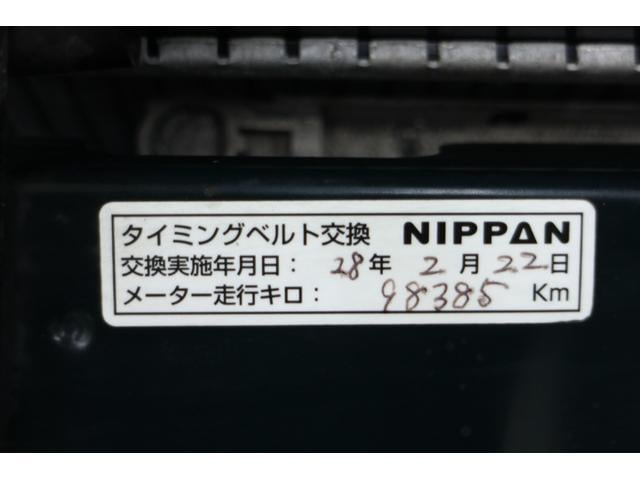 タイミングベルト交換 NIPPAN
交換実施年月日： 28年 2月22日
メーター走行キロ： 98385 Km